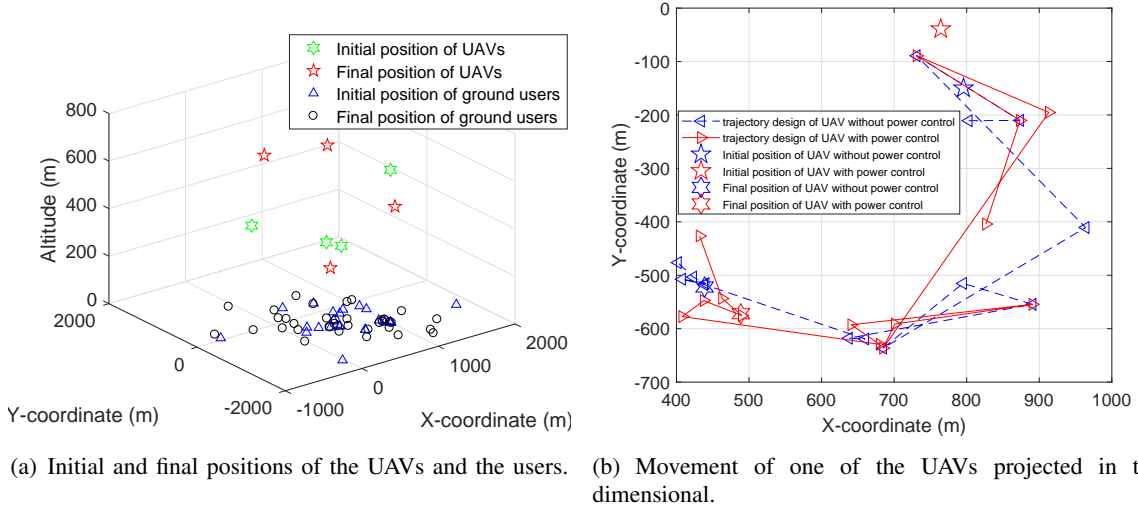 Initial position of UAVs
Final position of UAVs
Initial position of ground users
Final position of ground users
800
600
400
200
0
Altitude (m)
2000
0
-2000
Y-coordinate (m)
-1000
0
1000
2000
X-coordinate (m)
(a) Initial and final positions of the UAVs and the users.
0
-100
-200
-300
-400
-500
-600
-700
Y-coordinate (m)
trajectory design of UAV without power control
trajectory design of UAV with power control
Initial position of UAV without power control
Initial position of UAV with power control
Final position of UAV without power control
Final position of UAV with power control
400
500
600
700
800
900
1000
X-coordinate (m)
(b) Movement of one of the UAVs projected in t
dimensional.